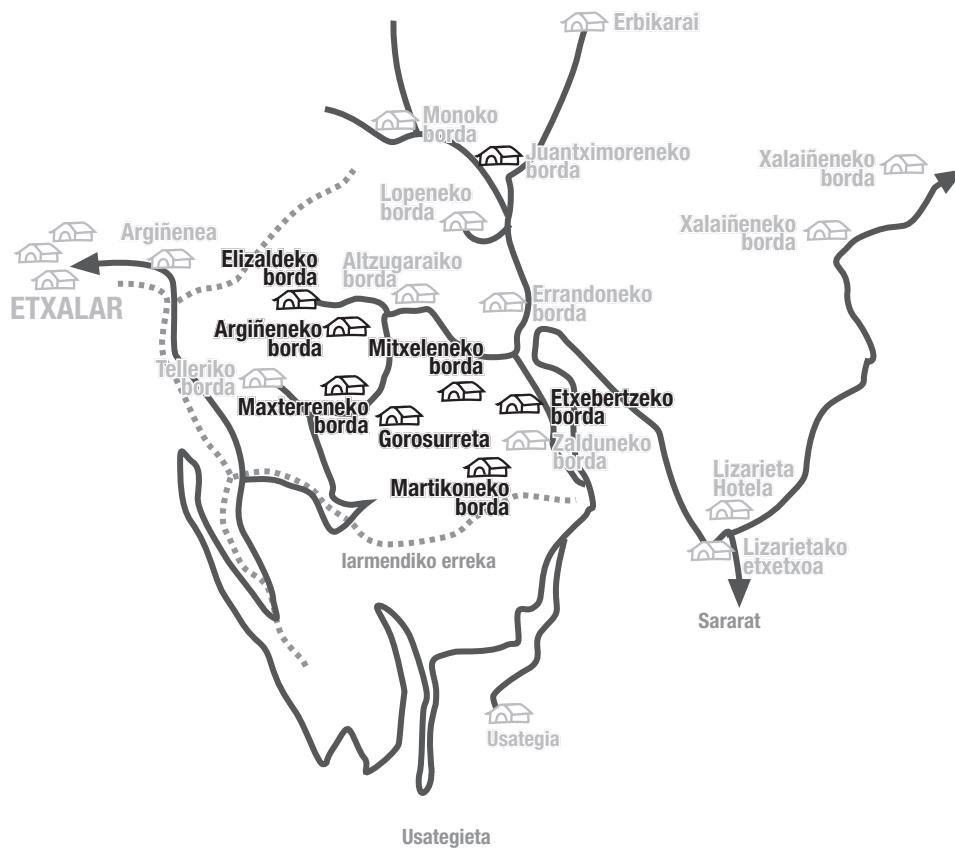 Erbikarai
Monoko
borda
Juantximoreneko
borda
Xalaiñeneko
borda
Lopeneko
borda
Xalaiñeneko
borda
Argiñenea
Elizaldeko
borda
Altzugaraiko
borda
ETXALAR
Errandoneko
borda
Argiñeneko
borda
Mitxeleneko
borda
Telleriko
borda
Maxterreneko
borda
Etxebertzeko
borda
Gorosurreta
Zalduneko
borda
Martikoneko
borda
Lizarieta
Hotela
Iarmendiko erreka
Lizarietako
etxetxoa
Sararat
Usategia
Usategieta